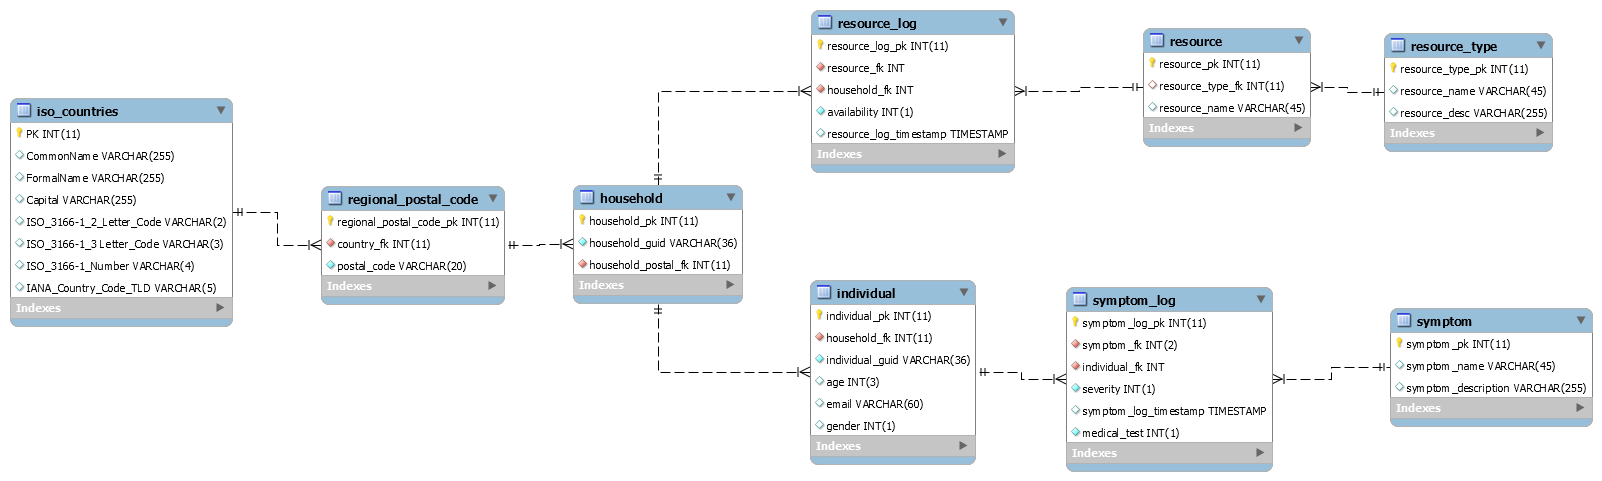 iso_countries
PK INT(11)
CommonName VARCHAR(255)
FormalName VARCHAR(255)
Capital VARCHAR(255)
ISO_3166-1_2_Letter_Code VARCHAR(2)
ISO_3166-1_3 Letter_Code VARCHAR(3)
ISO_3166-1_Number VARCHAR(4)
IANA_Country_Code_TLD VARCHAR(5)
Indexes
regional_postal_code
regional_postal_code_pk INT(11)
country_fk INT(11)
postal_code VARCHAR(20)
Indexes
household
household_pk INT(11)
household_guid VARCHAR(36)
household_postal_fk INT(11)
Indexes
resource_log
resource_log_pk INT(11)
resource_fk INT
household_fk INT
availability INT(1)
resource_log_timestamp TIMESTAMP
Indexes
resource
resource_pk INT(11)
resource_type_fk INT(11)
resource_name VARCHAR(45)
Indexes
resource_type
resource_type_pk INT(11)
resource_name VARCHAR(45)
resource_desc VARCHAR(255)
Indexes
individual
individual_pk INT(11)
household_fk INT(11)
individual_guid VARCHAR(36)
age INT(3)
email VARCHAR(60)
gender INT(1)
Indexes
symptom_log
symptom_log_pk INT(11)
symptom_fk INT(2)
individual_fk INT
severity INT(1)
symptom_log_timestamp TIMESTAMP
medical_test INT(1)
Indexes
symptom
symptom_pk INT(11)
symptom_name VARCHAR(45)
symptom_description VARCHAR(255)
Indexes